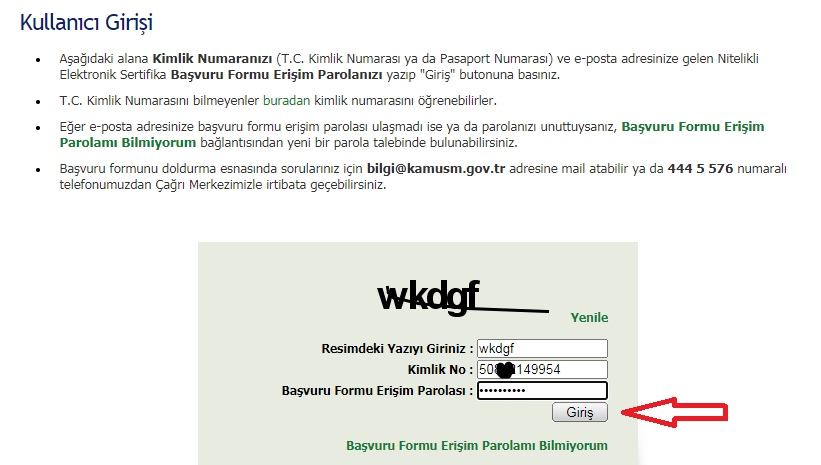 Kullanıcı Girişi
Aşağıdaki alana Kimlik Numaranızı (T.C. Kimlik Numarası ya da Pasaport Numarası) ve e-posta adresinize gelen Nitelikli
Elektronik Sertifika Başvuru Formu Erişim Parolanızı yazıp "Giriş" butonuna basınız.
T.C. Kimlik Numarasını bilmeyenler buradan kimlik numarasını öğrenebilirler.
Eğer e-posta adresinize başvuru formu erişim parolası ulaşmadı ise ya da parolanızı unuttuysanız, Başvuru Formu Erişim
Parolamı Bilmiyorum bağlantısından yeni bir parola talebinde bulunabilirsiniz.
Başvuru formunu doldurma esnasında sorularınız için bilgi@kamusm.gov.tr adresine mail atabilir ya da 444 5 576 numaralı
telefonumuzdan Çağrı Merkezimizle irtibata geçebilirsiniz.
wkdgf
Yenile
Resimdeki Yazıyı Giriniz : wkdgf
Kimlik No :
Başvuru Formu Erişim Parolası : ••••••••••
Giriş
Başvuru Formu Erişim Parolamı Bilmiyorum